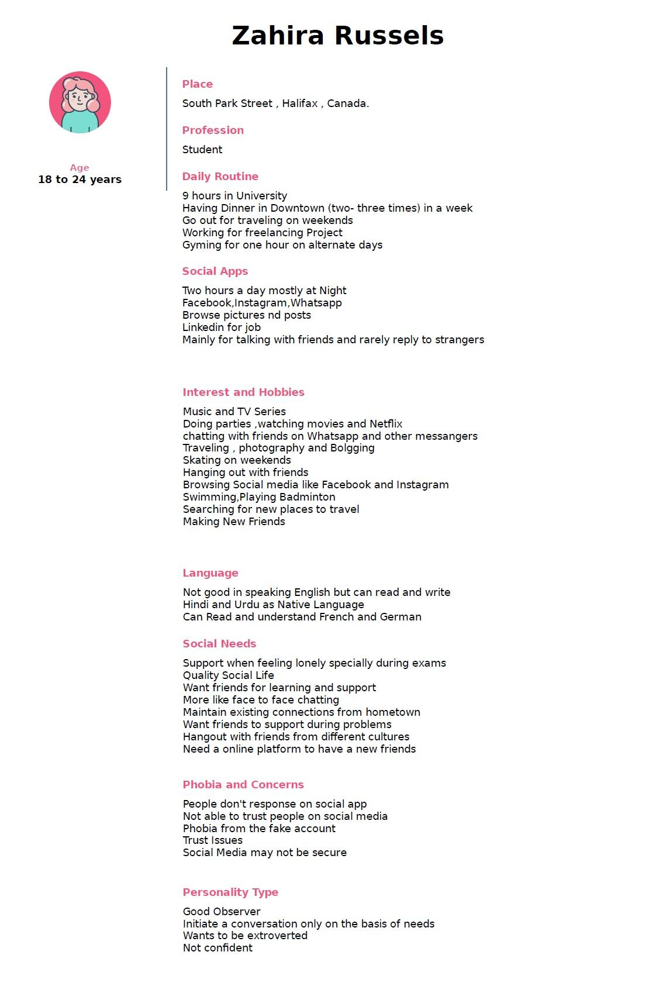 Zahira Russels
Age
18 to 24 years
Place
South Park Street , Halifax , Canada.
Profession
Student
Daily Routine
9 hours in University
Having Dinner in Downtown (two- three times) in a week
Go out for traveling on weekends
Working for freelancing Project
Gyming for one hour on alternate days
Social Apps
Two hours a day mostly at Night
Facebook,Instagram,Whatsapp
Browse pictures nd posts
Linkedin for job
Mainly for talking with friends and rarely reply to strangers
Interest and Hobbies
Music and TV Series
Doing parties ,watching movies and Netflix
chatting with friends on Whatsapp and other messangers
Traveling , photography and Bolgging
Skating on weekends
Hanging out with friends
Browsing Social media like Facebook and Instagram
Swimming,Playing Badminton
Searching for new places to travel
Making New Friends
Language
Not good in speaking English but can read and write
Hindi and Urdu as Native Language
Can Read and understand French and German
Social Needs
Support when feeling lonely specially during exams
Quality Social Life
Want friends for learning and support
More like face to face chatting
Maintain existing connections from hometown
Want friends to support during problems
Hangout with friends from different cultures
Need a online platform to have a new friends
Phobia and Concerns
People don't response on social app
Not able to trust people on social media
Phobia from the fake account
Trust Issues
Social Media may not be secure
Personality Type
Good Observer
Initiate a conversation only on the basis of needs
Wants to be extroverted
Not confident